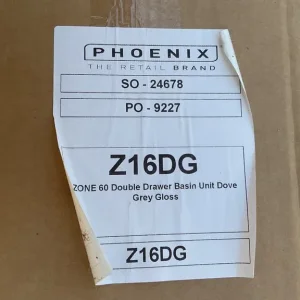 PHOENIX
THE RETAIL BRAND
SO - 24678
PO - 9227
Z16DG
ZONE 60 Double Drawer Basin Unit Dove
Grey Gloss
Z16DG